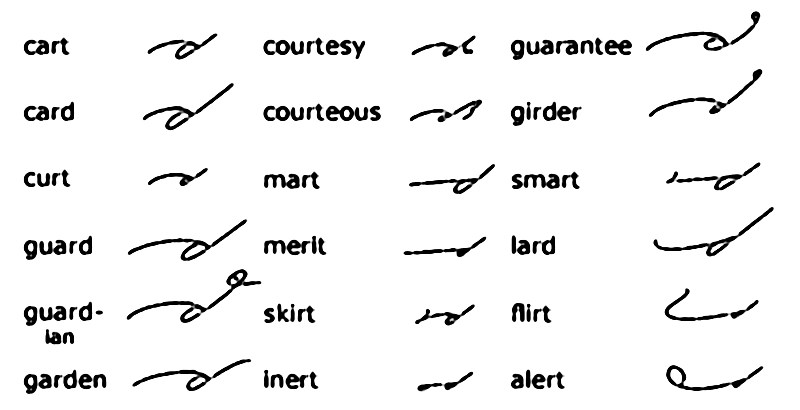 cart courtesy guarantee
card courteous girder
curt mart smart
guard merit lard
guard- skirt flirt
ian
garden inert alert